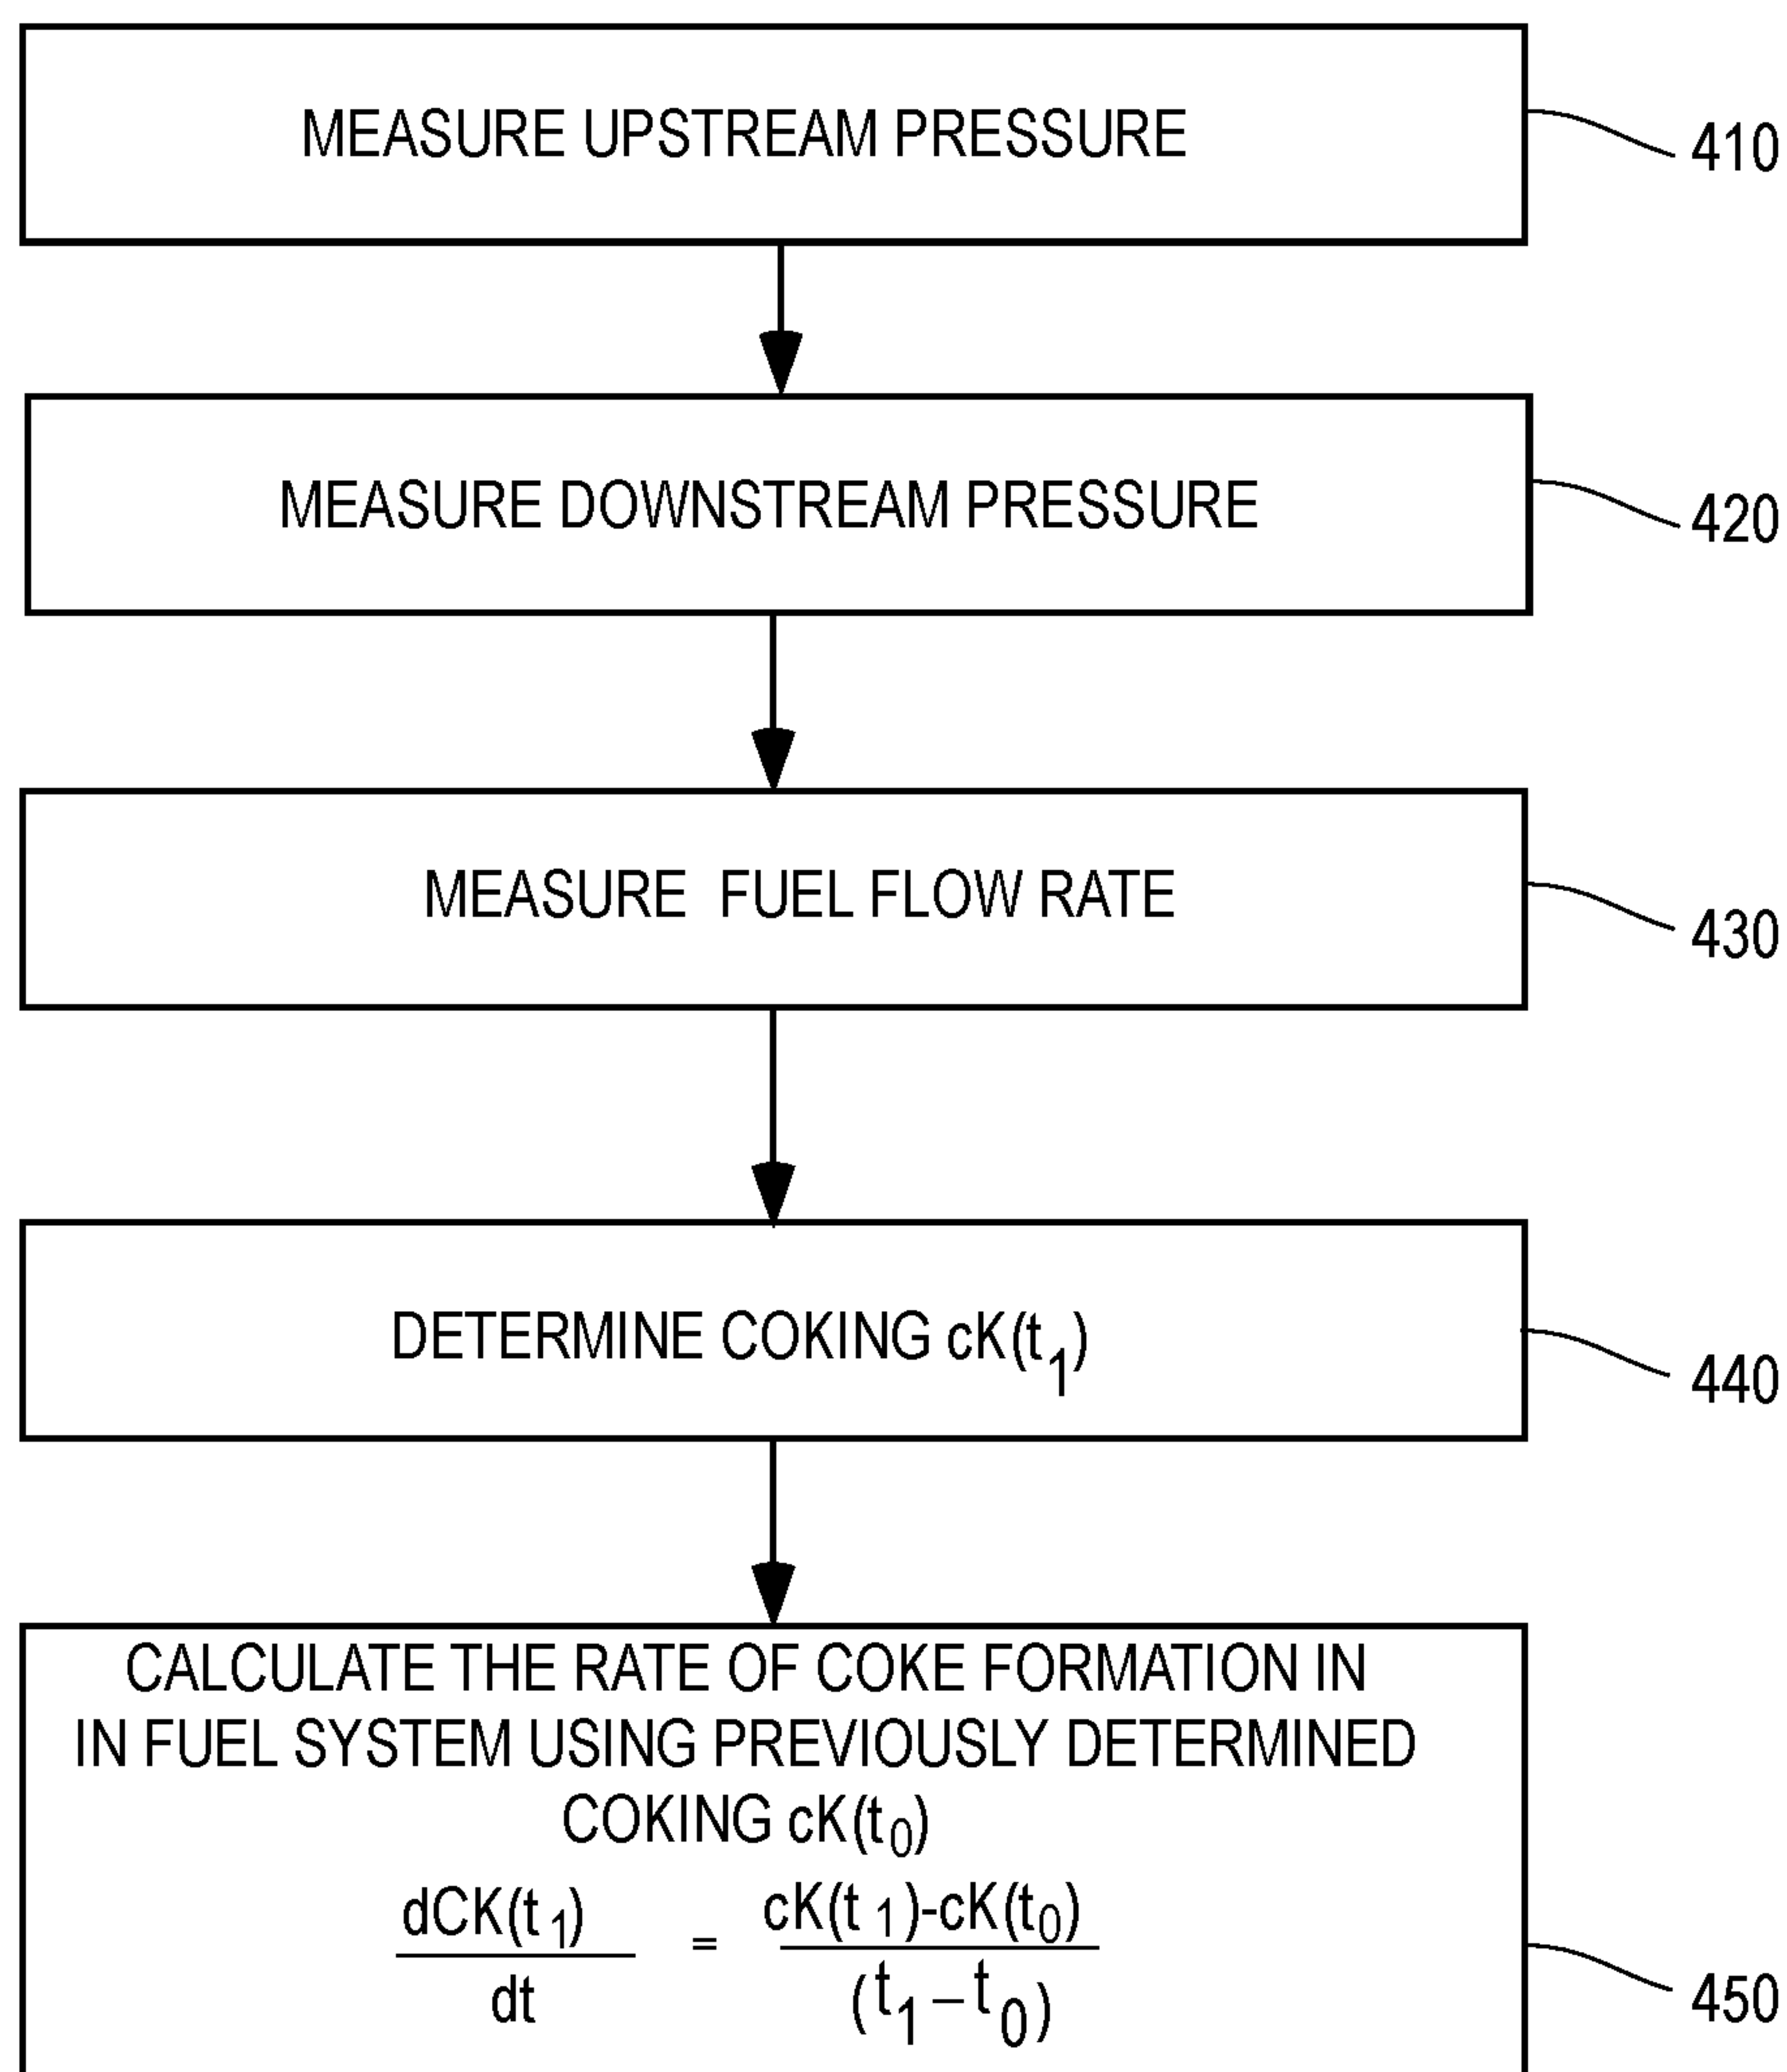 MEASURE UPSTREAM PRESSURE
410
MEASURE DOWNSTREAM PRESSURE
420
MEASURE FUEL FLOW RATE
430
DETERMINE COKING cK(t1)
440
CALCULATE THE RATE OF COKE FORMATION IN
IN FUEL SYSTEM USING PREVIOUSLY DETERMINED
COKING cK(t0)
dCK(t1)/dt = cK(t1)-cK(t0)/(t1–t0)
450